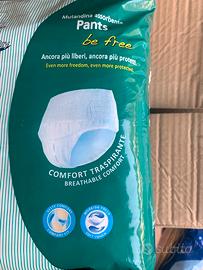 Mutandina assorbente
Pants
be free
Ancora più liberi, ancora più protetti.
Even more freedom, even more protection.
COMFORT TRASPIRANTE
BREATHABLE COMFORT
subito